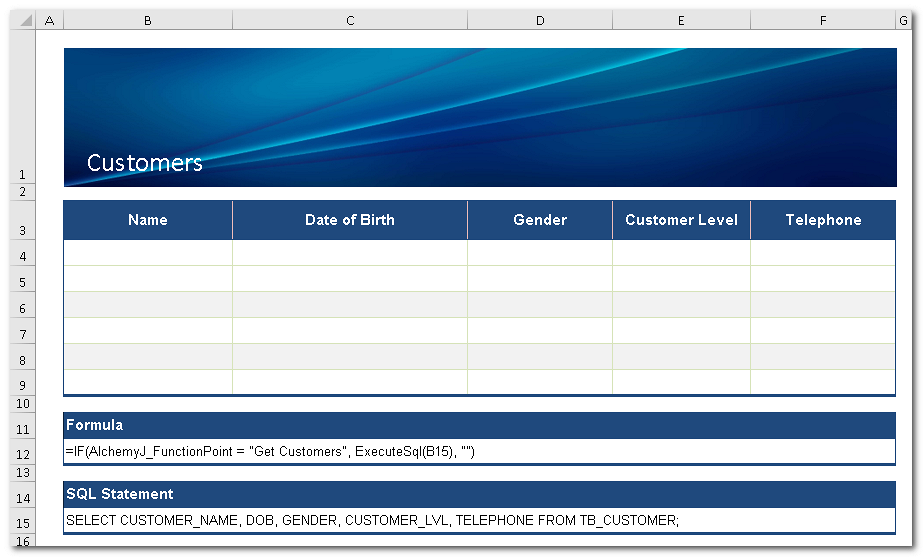 A B C D E F G
1 Customers
2
3 Name Date of Birth Gender Customer Level Telephone
4
5
6
7
8
9
10
11 Formula
12 =IF(AlchemyJ_FunctionPoint = "Get Customers", ExecuteSql(B15), "")
13
14 SQL Statement
15 SELECT CUSTOMER_NAME, DOB, GENDER, CUSTOMER_LVL, TELEPHONE FROM TB_CUSTOMER;
16